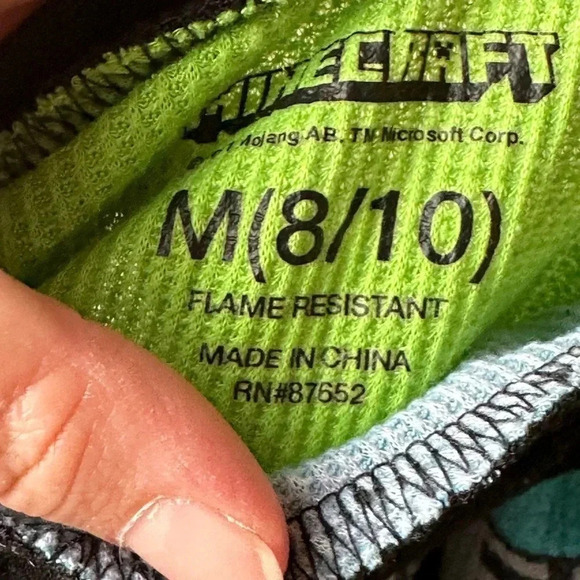 MINECRAFT
Mojang AB. TM Microsoft Corp.
M(8/10)
FLAME RESISTANT
MADE IN CHINA
RN#87652